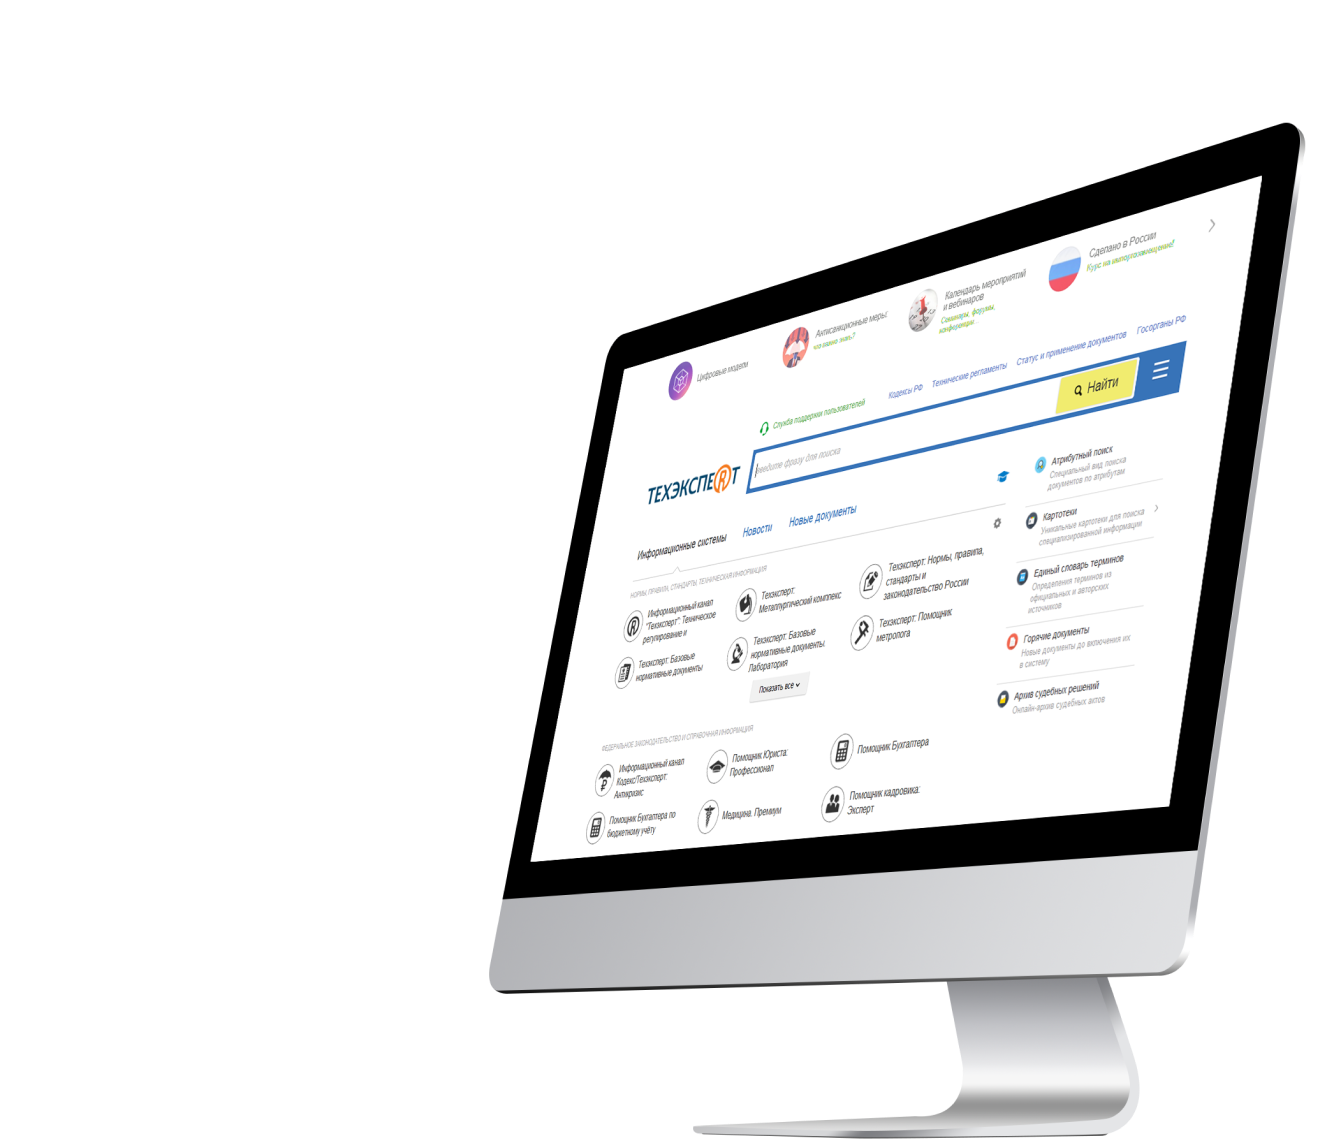 Цифровые модели
Антисанкционные меры:
что важно знать?
Календарь мероприятий
и вебинаров
Семинары, форумы,
конференции
Сделано в России
Курс на импортозамещение!
Служба поддержки пользователей
Кодексы РФ
Технические регламенты
Статус и применение документов
Госорганы РФ
ТЕХЭКСПЕRТ
Введите фразу для поиска
Найти
Информационные системы
Новости
Новые документы
НОРМЫ, ПРАВИЛА, СТАНДАРТЫ, ТЕХНИЧЕСКАЯ ИНФОРМАЦИЯ
Информационный канал
"Техэксперт": Техническое
регулирование и
Техэксперт:
Металлургический комплекс
Техэксперт: Нормы, правила,
стандарты и
законодательство России
Техэксперт: Базовые
нормативные документы
Техэксперт: Базовые
нормативные документы
Лаборатория
Техэксперт: Помощник
метролога
Показать все
ФЕДЕРАЛЬНОЕ ЗАКОНОДАТЕЛЬСТВО И СПРАВОЧНАЯ ИНФОРМАЦИЯ
Информационный канал
Кодекс/Техэксперт:
Антикризис
Помощник Юриста:
Профессионал
Помощник Бухгалтера
Помощник Бухгалтера по
бюджетному учёту
Медицина. Премиум
Помощник кадровика:
Эксперт
Атрибутный поиск
Специальный вид поиска
документов по атрибутам
Картотеки
Уникальные картотеки для поиска
специализированной информации
Единый словарь терминов
Определения терминов из
официальных и авторских
источников
Горячие документы
Новые документы до включения их
в систему
Архив судебных решений
Онлайн-архив судебных актов